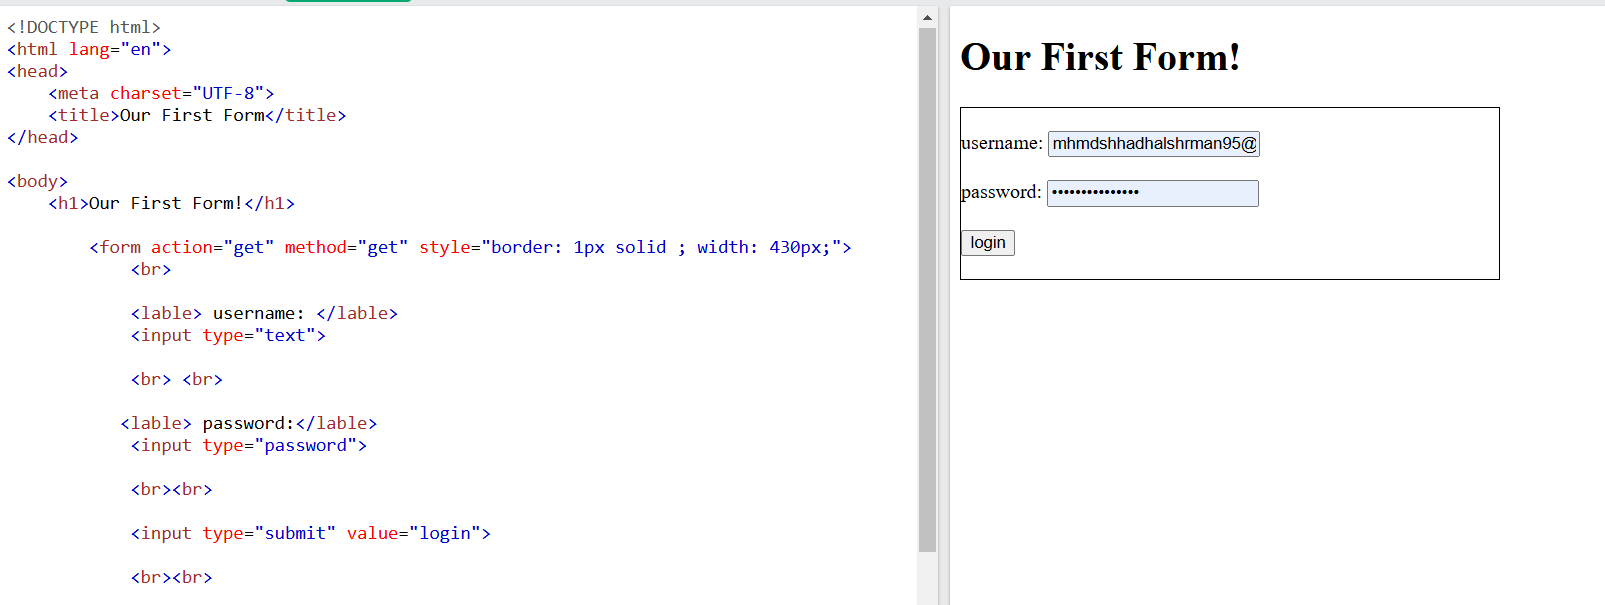 <!DOCTYPE html>
<html lang="en">
<head>
    <meta charset="UTF-8">
    <title>Our First Form</title>
</head>
<body>
    <h1>Our First Form!</h1>
        <form action="get" method="get" style="border: 1px solid ; width: 430px;">
            <br>
            <lable> username: </lable>
            <input type="text">
            <br> <br>
           <lable> password:</lable>
            <input type="password">
            <br><br>
            <input type="submit" value="login">
            <br><br>
Our First Form!
username: mhmdshhadhalshrman95@
password: •••••••••••••••
login